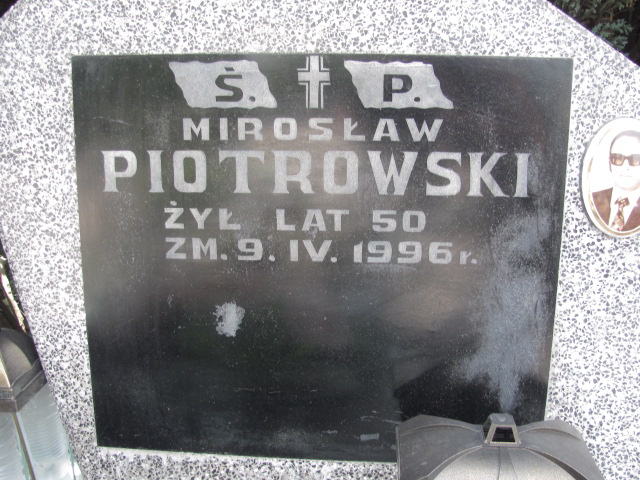 Ś. P.
MIROSŁAW
PIOTROWSKI
ŻYŁ LAT 50
ZM. 9. IV. 1996 r.